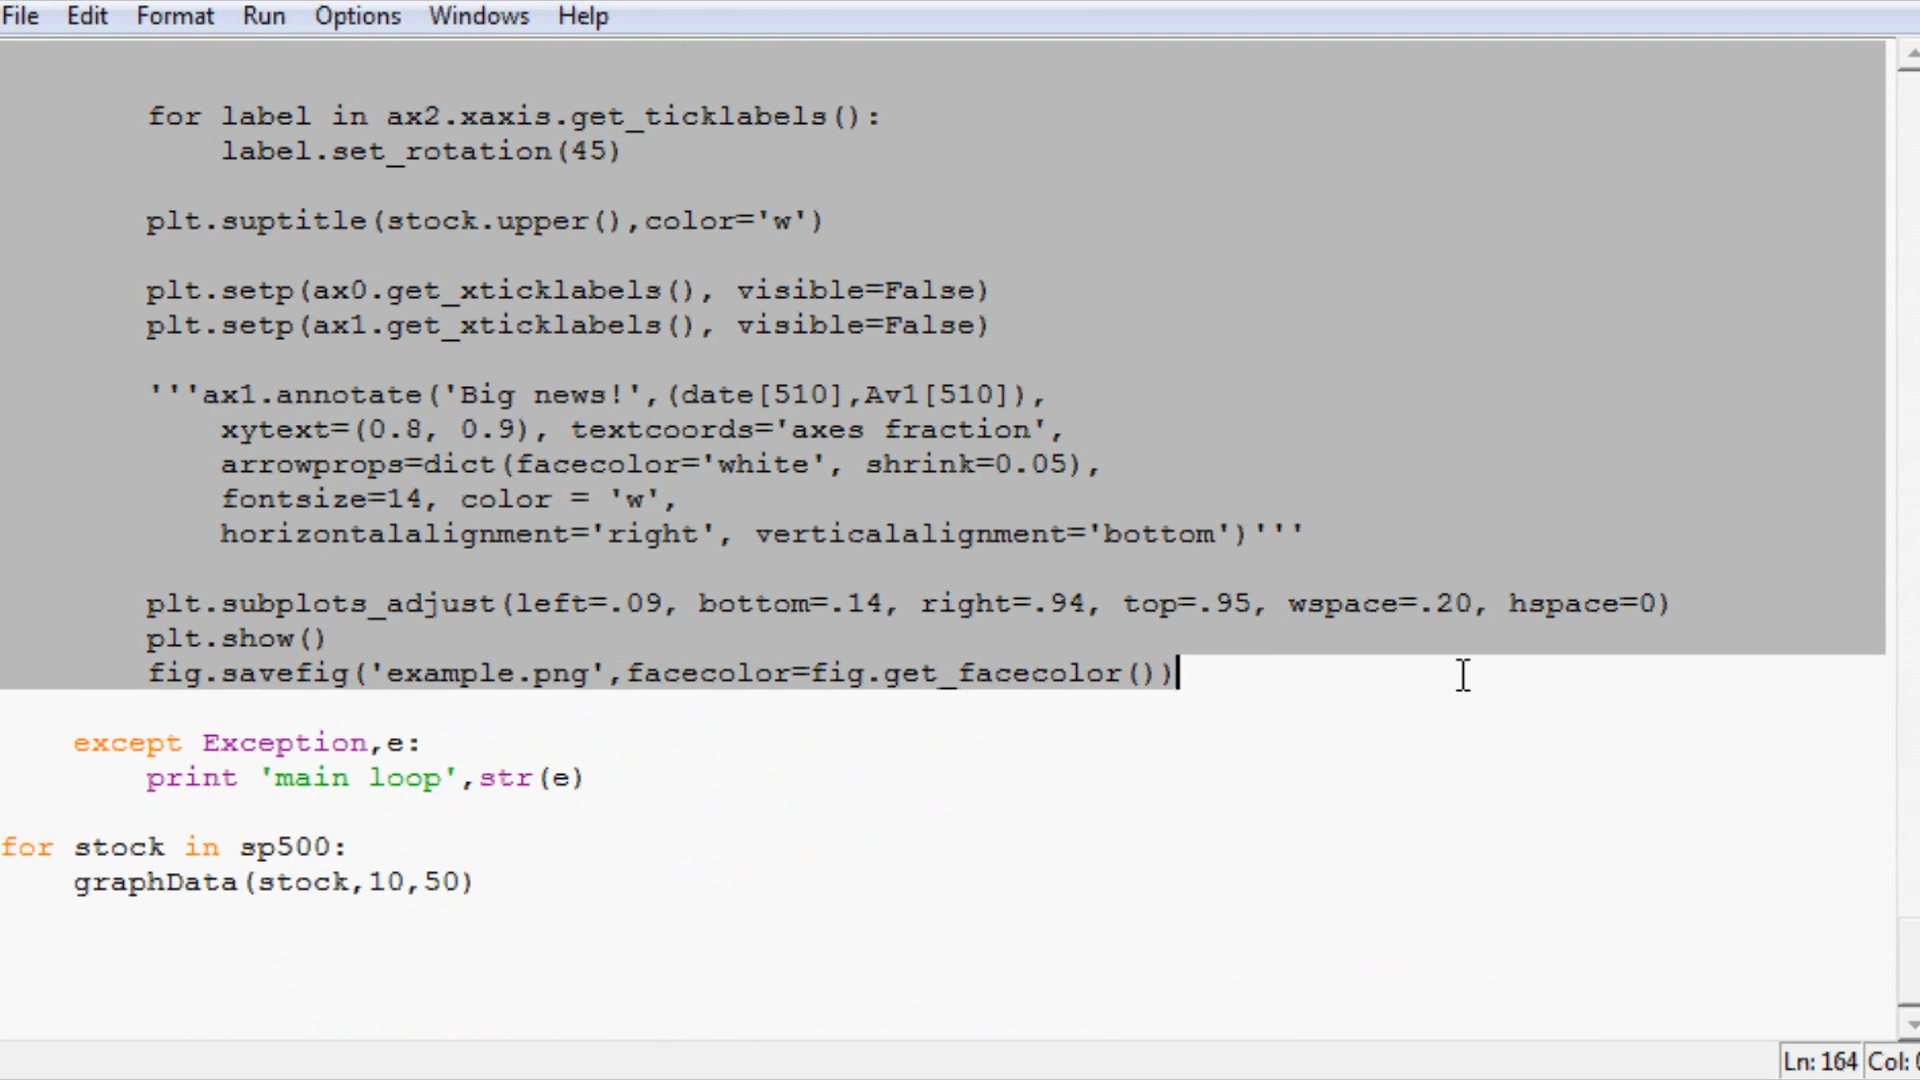 File Edit Format Run Options Windows Help
for label in ax2.xaxis.get_ticklabels():
label.set_rotation(45)
plt.suptitle(stock.upper(),color='w')
plt.setp(ax0.get_xticklabels(), visible=False)
plt.setp(ax1.get_xticklabels(), visible=False)
'''ax1.annotate('Big news!',(date[510],Av1[510]),
xytext=(0.8, 0.9), textcoords='axes fraction',
arrowprops=dict(facecolor='white', shrink=0.05),
fontsize=14, color = 'w',
horizontalalignment='right', verticalalignment='bottom')'''
plt.subplots_adjust(left=.09, bottom=.14, right=.94, top=.95, wspace=.20, hspace=0)
plt.show()
fig.savefig('example.png',facecolor=fig.get_facecolor())
except Exception,e:
print 'main loop',str(e)
for stock in sp500:
graphData(stock,10,50)
Ln: 164 Col: